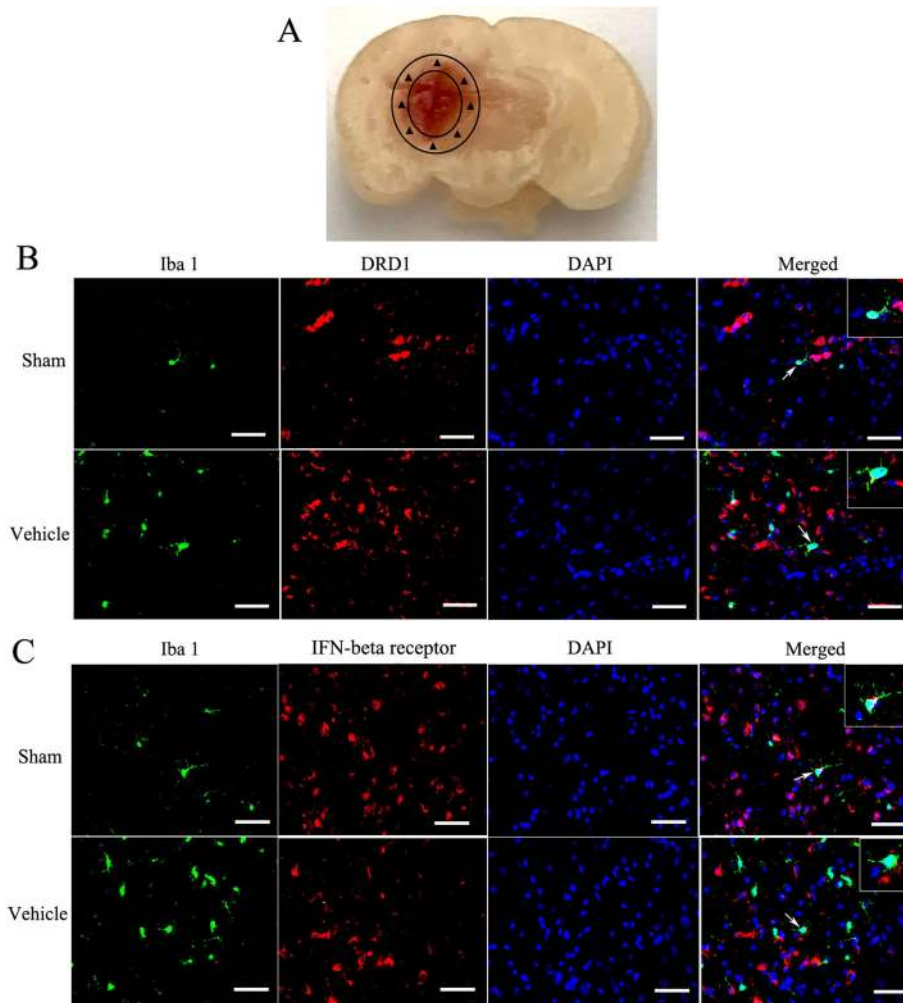 A
B
Iba 1 DRD1 DAPI Merged
Sham
Vehicle
C
Iba 1 IFN-beta receptor DAPI Merged
Sham
Vehicle